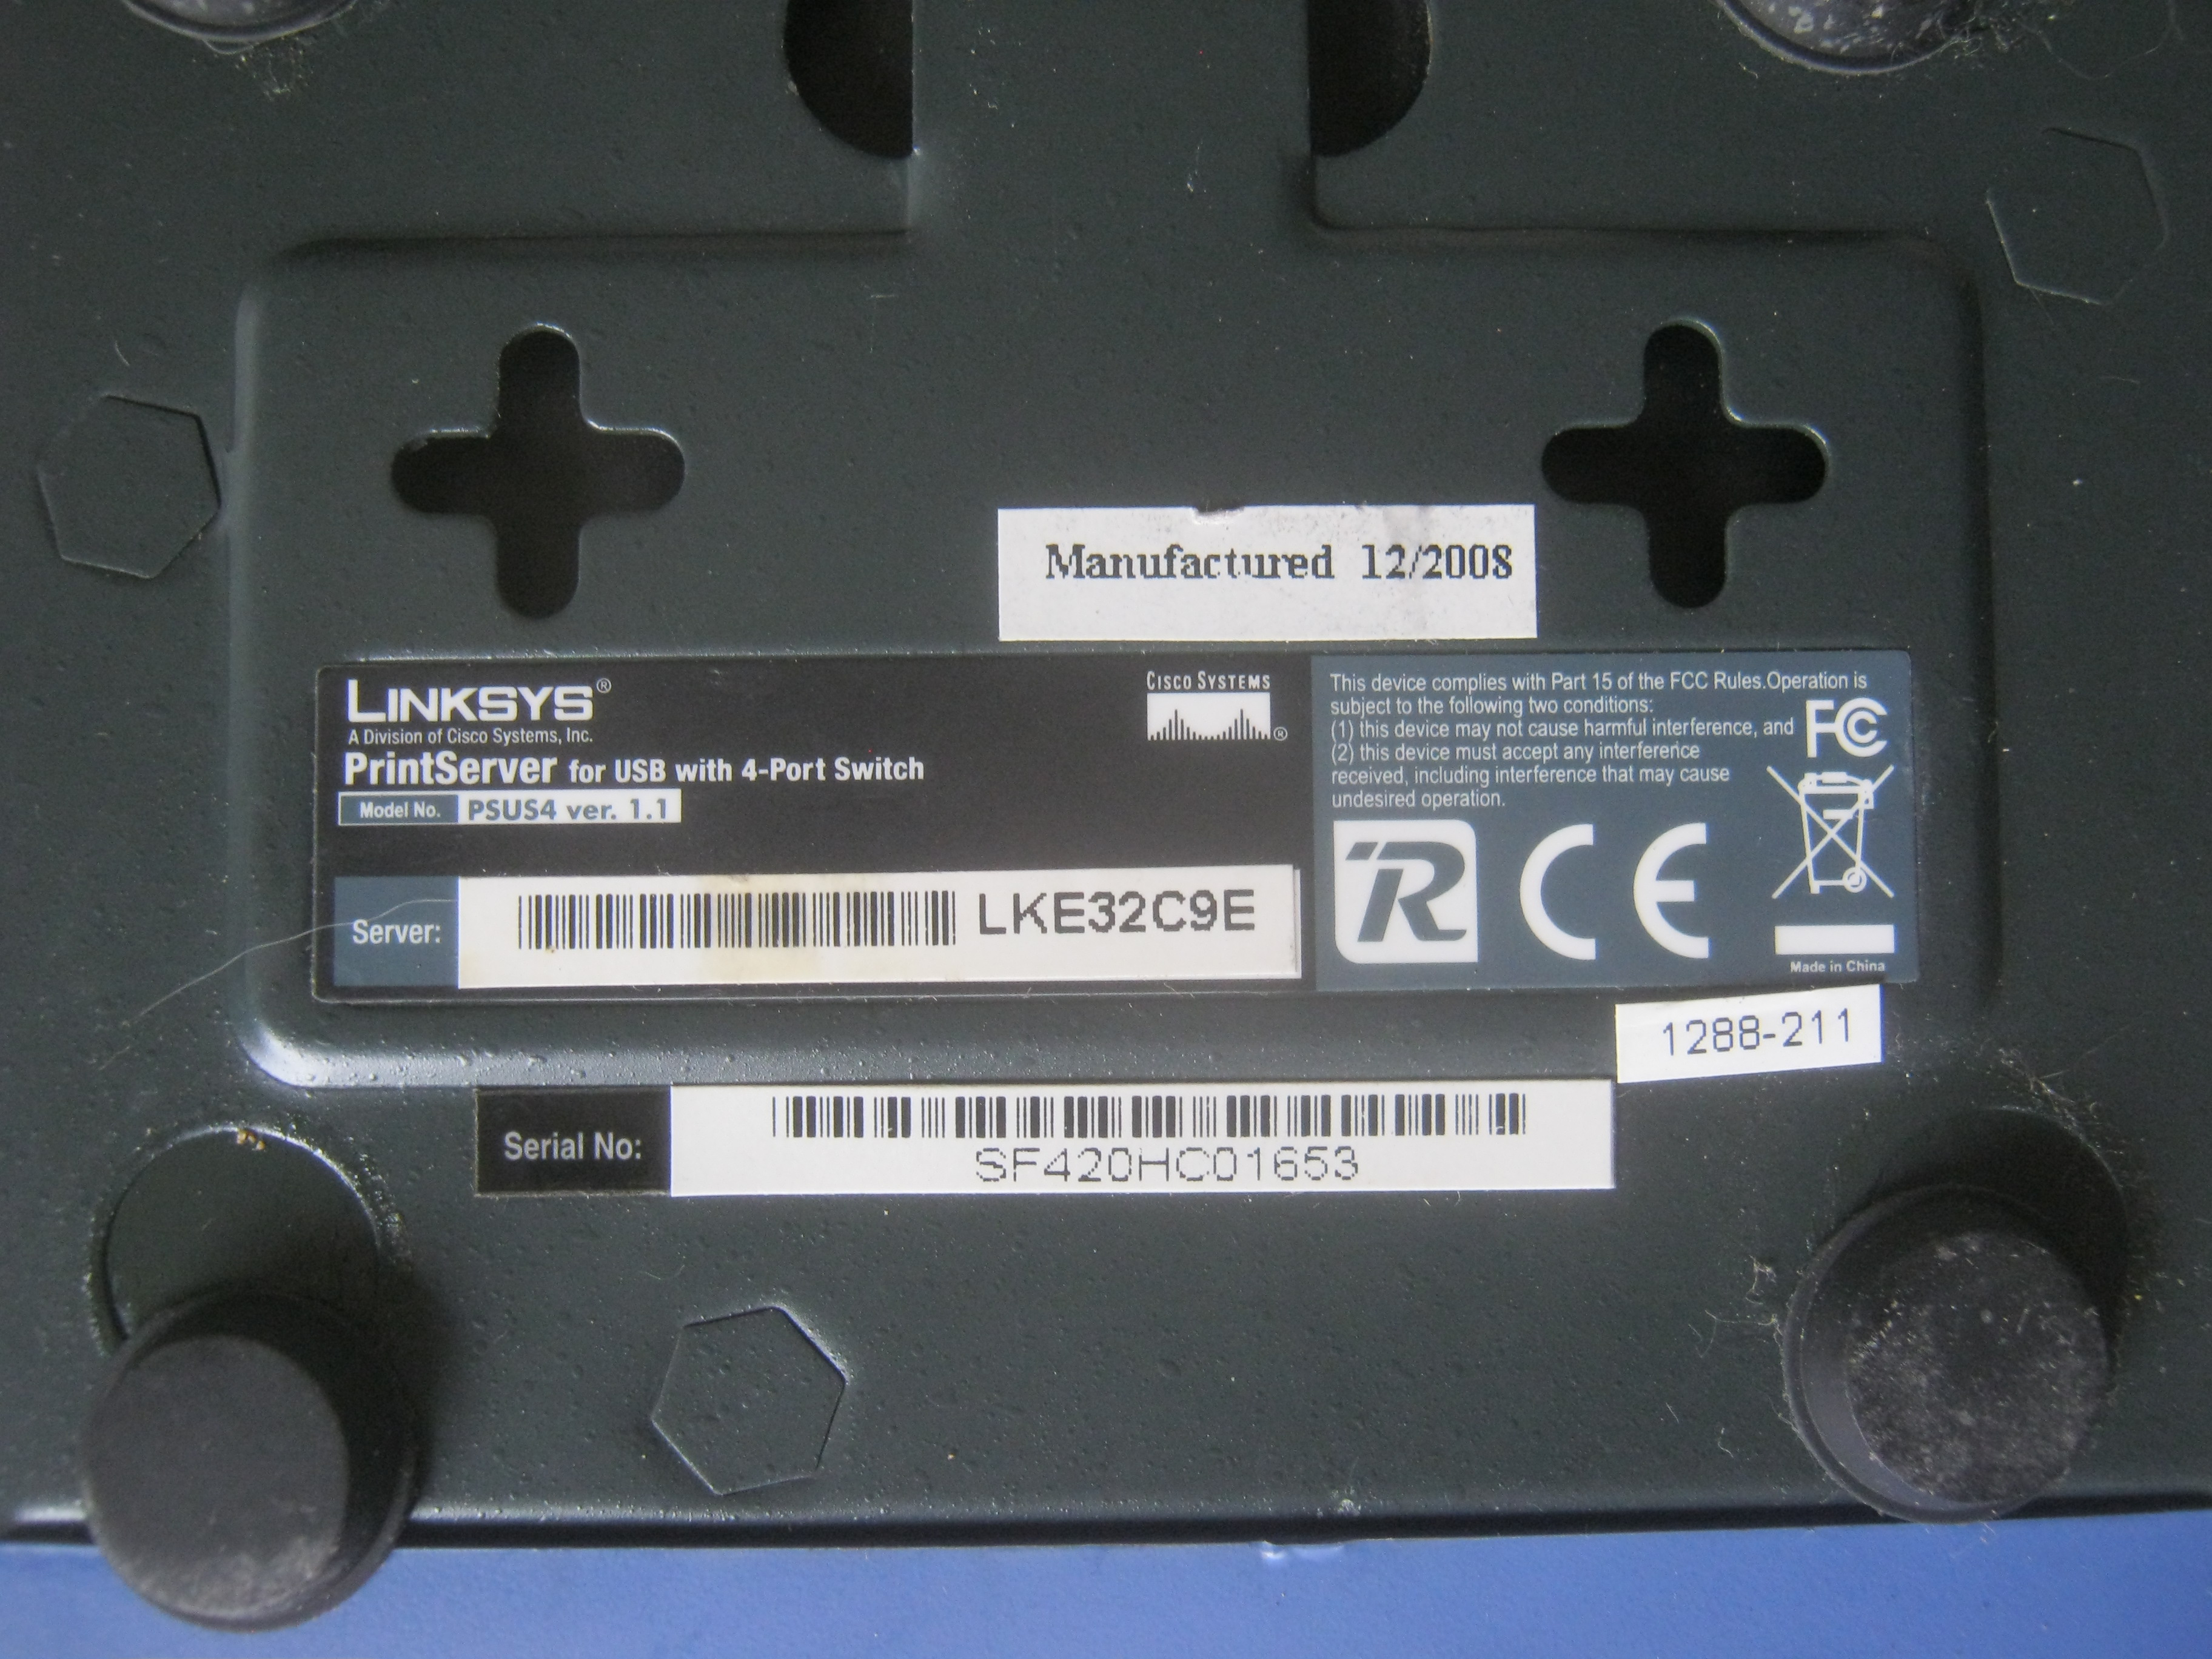 Manufactured 12/2008
LINKSYS®
A Division of Cisco Systems, Inc.
PrintServer for USB with 4-Port Switch
Model No. PSUS4 ver. 1.1
CISCO SYSTEMS
®
Server: LKE32C9E
This device complies with Part 15 of the FCC Rules.Operation is
subject to the following two conditions:
(1) this device may not cause harmful interference, and
(2) this device must accept any interference
received, including interference that may cause
undesired operation.
FC
R
CE
Made in China
1288-211
Serial No: SF420HC01653